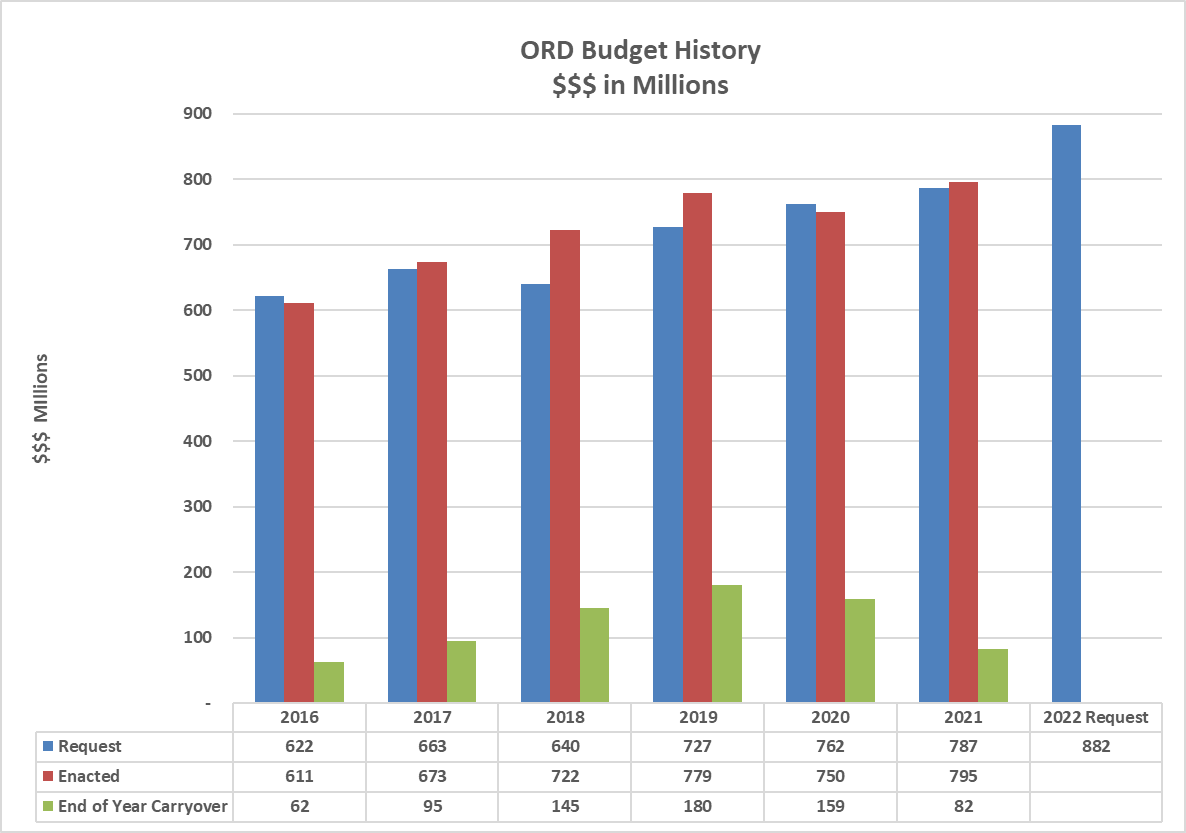 ORD Budget History
$$$ in Millions
900
800
700
600
500
400
300
200
100
-
$$$ MIllions
2016 2017 2018 2019 2020 2021 2022 Request
Request 622 663 640 727 762 787 882
Enacted 611 673 722 779 750 795
End of Year Carryover 62 95 145 180 159 82